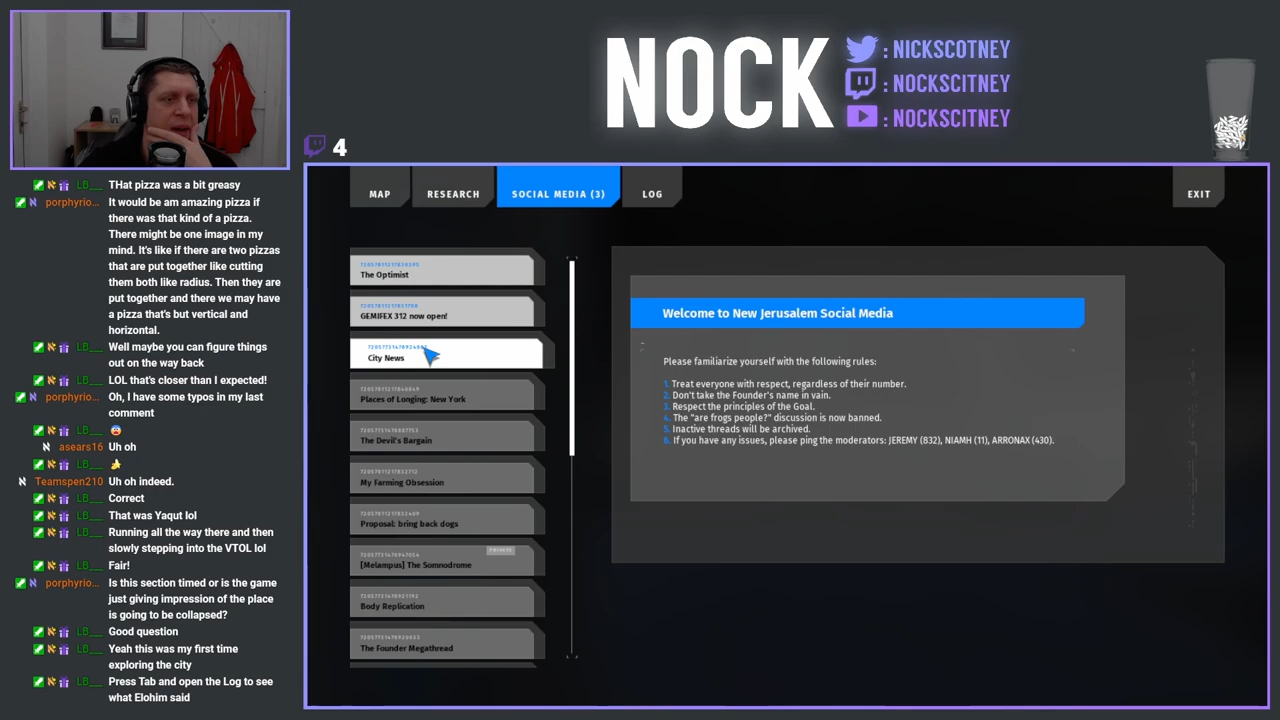 NOCK
: NICKSCOTNEY
: NOCKSCITNEY
: NOCKSCITNEY
4
LB__ THat pizza was a bit greasy
porphyrio... It would be am amazing pizza if
there was that kind of a pizza.
There might be one image in my
mind. It's like if there are two pizzas
that are put together like cutting
them both like radius. Then they are
put together and there we may have
a pizza that's but vertical and
horizontal.
LB__ Well maybe you can figure things
out on the way back
LB__ LOL that's closer than I expected!
porphyrio... Oh, I have some typos in my last
comment
LB__ 😨
asears16 Uh oh
LB__
Teamspen210 Uh oh indeed.
LB__ Correct
LB__ That was Yaqut lol
LB__ Running all the way there and then
slowly stepping into the VTOL lol
LB__ Fair!
porphyrio... Is this section timed or is the game
just giving impression of the place
is going to be collapsed?
LB__ Good question
LB__ Yeah this was my first time
exploring the city
LB__ Press Tab and open the Log to see
what Elohim said
MAP
RESEARCH
SOCIAL MEDIA (3)
LOG
EXIT
The Optimist
GEMIFEX 312 now open!
City News
Places of Longing: New York
The Devil's Bargain
My Farming Obsession
Proposal: bring back dogs
PRIVATE
[Melampus] The Somnodrome
Body Replication
The Founder Megathread
Welcome to New Jerusalem Social Media
Please familiarize yourself with the following rules:
1. Treat everyone with respect, regardless of their number.
2. Don't take the Founder's name in vain.
3. Respect the principles of the Goal.
4. The "are frogs people?" discussion is now banned.
5. Inactive threads will be archived.
6. If you have any issues, please ping the moderators: JEREMY (832), NIAMH (11), ARRONAX (430).